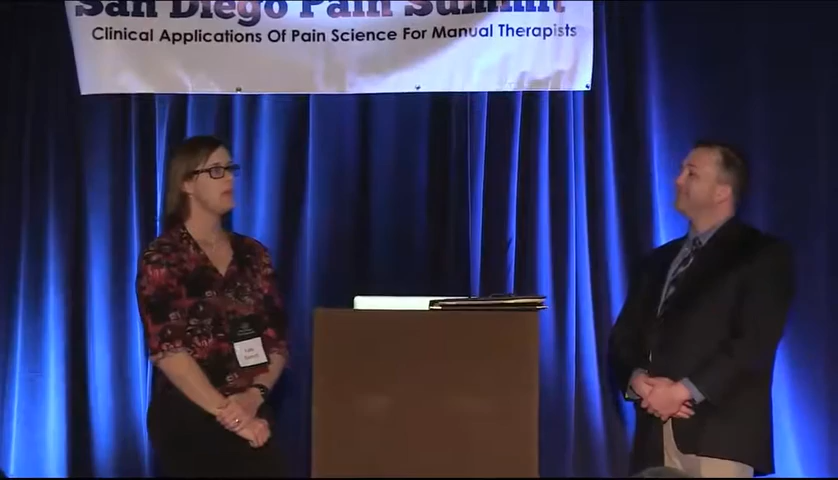 San Diego Pain Summit
Clinical Applications Of Pain Science For Manual Therapists